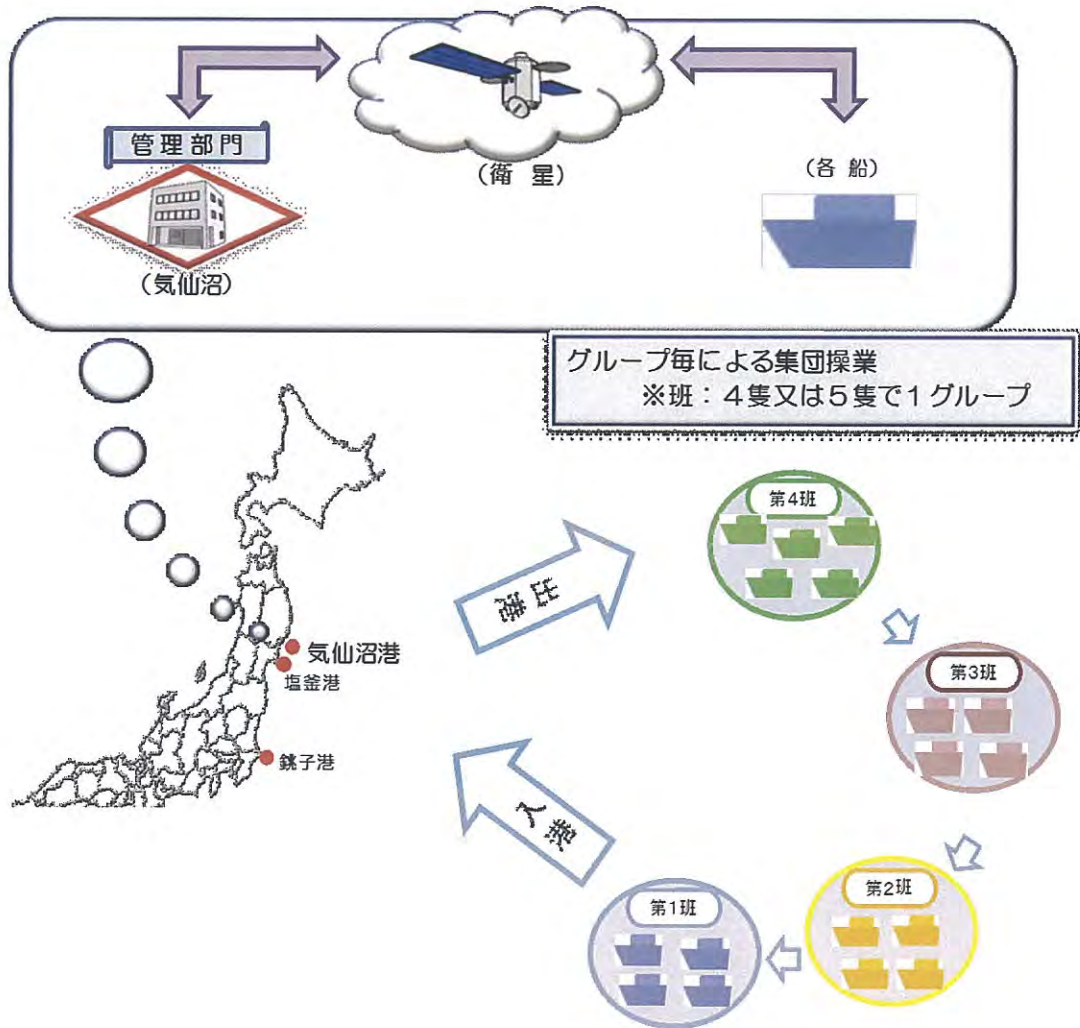 管理部門
(気仙沼)
(衛 星)
(各 船)
グループ毎による集団操業
※班:4隻又は5隻で1グループ
第4班
出港
気仙沼港
塩釜港
第3班
銚子港
入港
第2班
第1班